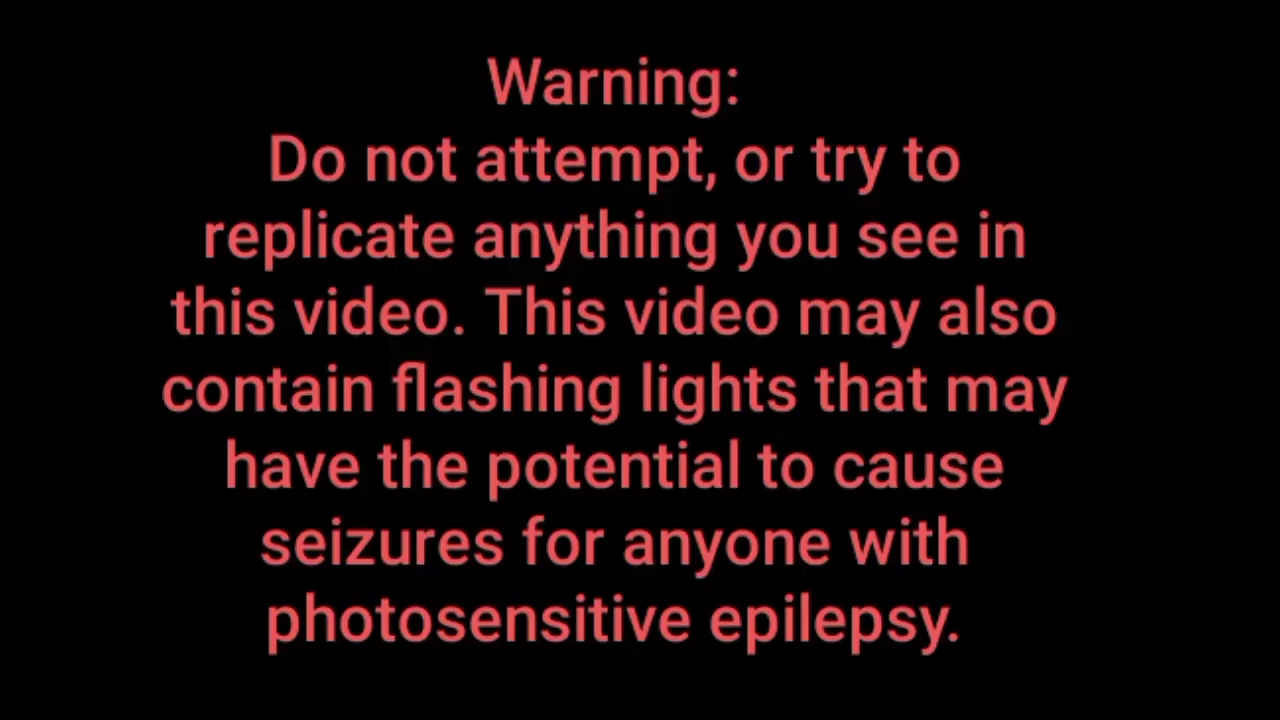 Warning:
Do not attempt, or try to
replicate anything you see in
this video. This video may also
contain flashing lights that may
have the potential to cause
seizures for anyone with
photosensitive epilepsy.